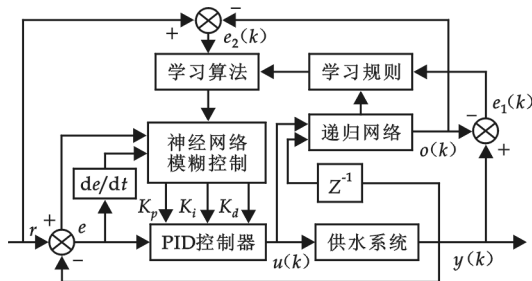 +
−
e₂(k)
学习算法
学习规则
e₁(k)
神经网络
模糊控制
递归网络
o(k)
−
+
de/dt
Kp
Ki
Kd
Z⁻¹
r
+
e
−
PID控制器
u(k)
供水系统
y(k)